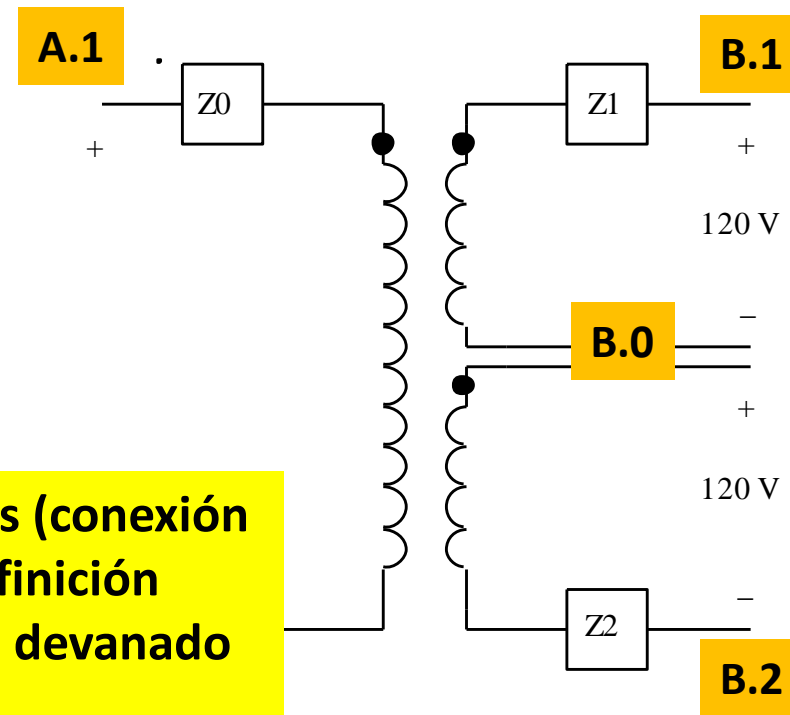 A.1
.
B.1
Z0
Z1
+
+
120 V
–
B.0
+
120 V
s (conexión
finición
devanado
Z2
–
B.2